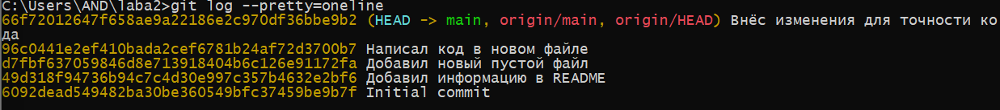 C:\Users\AND\laba2>git log --pretty=oneline
66f72012647f658ae9a22186e2c970df36bbe9b2 (HEAD -> main, origin/main, origin/HEAD) Внёс изменения для точности ко
да
96c0441e2ef410bada2cef6781b24af72d3700b7 Написал код в новом файле
d7fbf637059846d8e713918404b6c126e91172fa Добавил новый пустой файл
49d318f94736b94c7c4d30e997c357b4632e2bf6 Добавил информацию в README
6092dead549482ba30be360549bfc37459be9b7f Initial commit